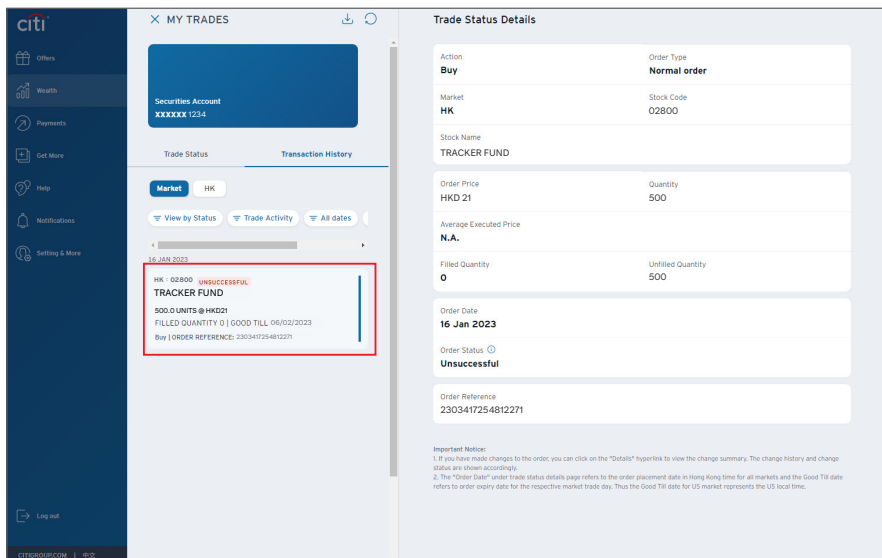 citi
Offers
Wealth
Payments
Get More
Help
Notifications
Setting & More
Log out
CITIGROUP.COM | 中文
MY TRADES
Securities Account
XXXXXX 1234
Trade Status Transaction History
Market HK
View by Status Trade Activity All dates
16 JAN 2023
HK · 02800 UNSUCCESSFUL
TRACKER FUND
500.0 UNITS @ HKD21
FILLED QUANTITY 0 | GOOD TILL 06/02/2023
Buy | ORDER REFERENCE: 2303417254812271
Trade Status Details
Action Order Type
Buy Normal order
Market Stock Code
HK 02800
Stock Name
TRACKER FUND
Order Price Quantity
HKD 21 500
Average Executed Price
N.A.
Filled Quantity Unfilled Quantity
0 500
Order Date
16 Jan 2023
Order Status
Unsuccessful
Order Reference
2303417254812271
Important Notice:
1. If you have made changes to the order, you can click on the "Details" hyperlink to view the change summary. The change history and change
status are shown accordingly.
2. The "Order Date" under trade status details page refers to the order placement date in Hong Kong time for all markets and the Good Till date
refers to order expiry date for the respective market trade day. Thus the Good Till date for US market represents the US local time.